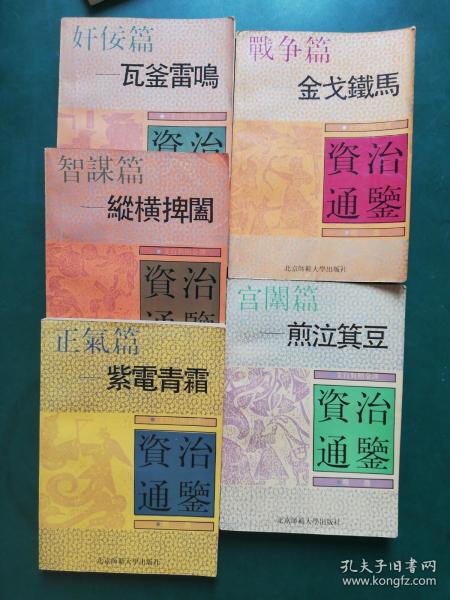 奸佞篇
—瓦釜雷鳴
資治
戰争篇
金戈鐵馬
資治
通鑒
北京師範大學出版社
智謀篇
—縱横捭闔
資治
宫闈篇
—煎泣箕豆
資治
通鑒
北京師範大學出版社
正氣篇
—紫電青霜
資治
通鑒
北京師範大學出版社
孔夫子旧书网
www.kongfz.com